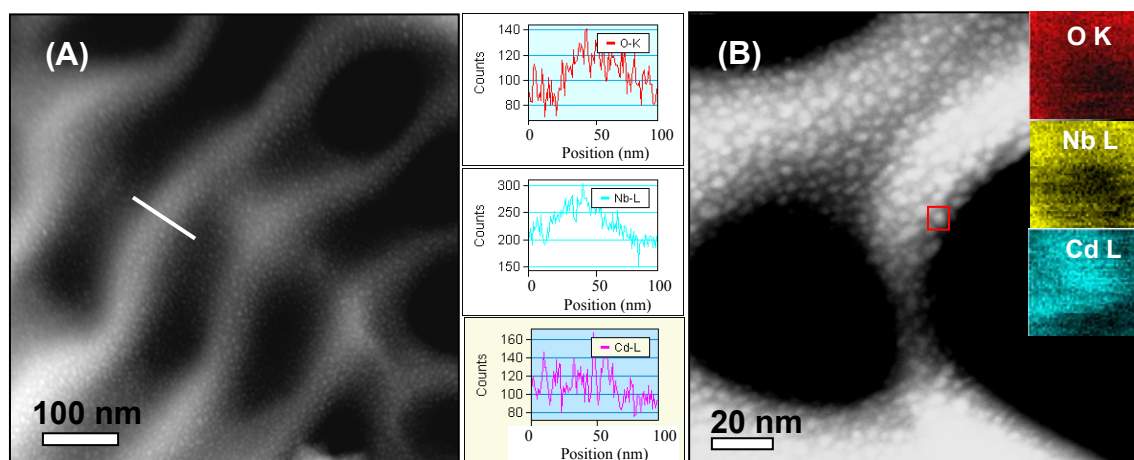 (A)
100 nm
140
120
100
80
Counts
O-K
0 50 100
Position (nm)
300
250
200
150
Counts
Nb-L
0 50 100
Position (nm)
160
140
120
100
80
Counts
Cd-L
0 50 100
Position (nm)
(B)
20 nm
O K
Nb L
Cd L